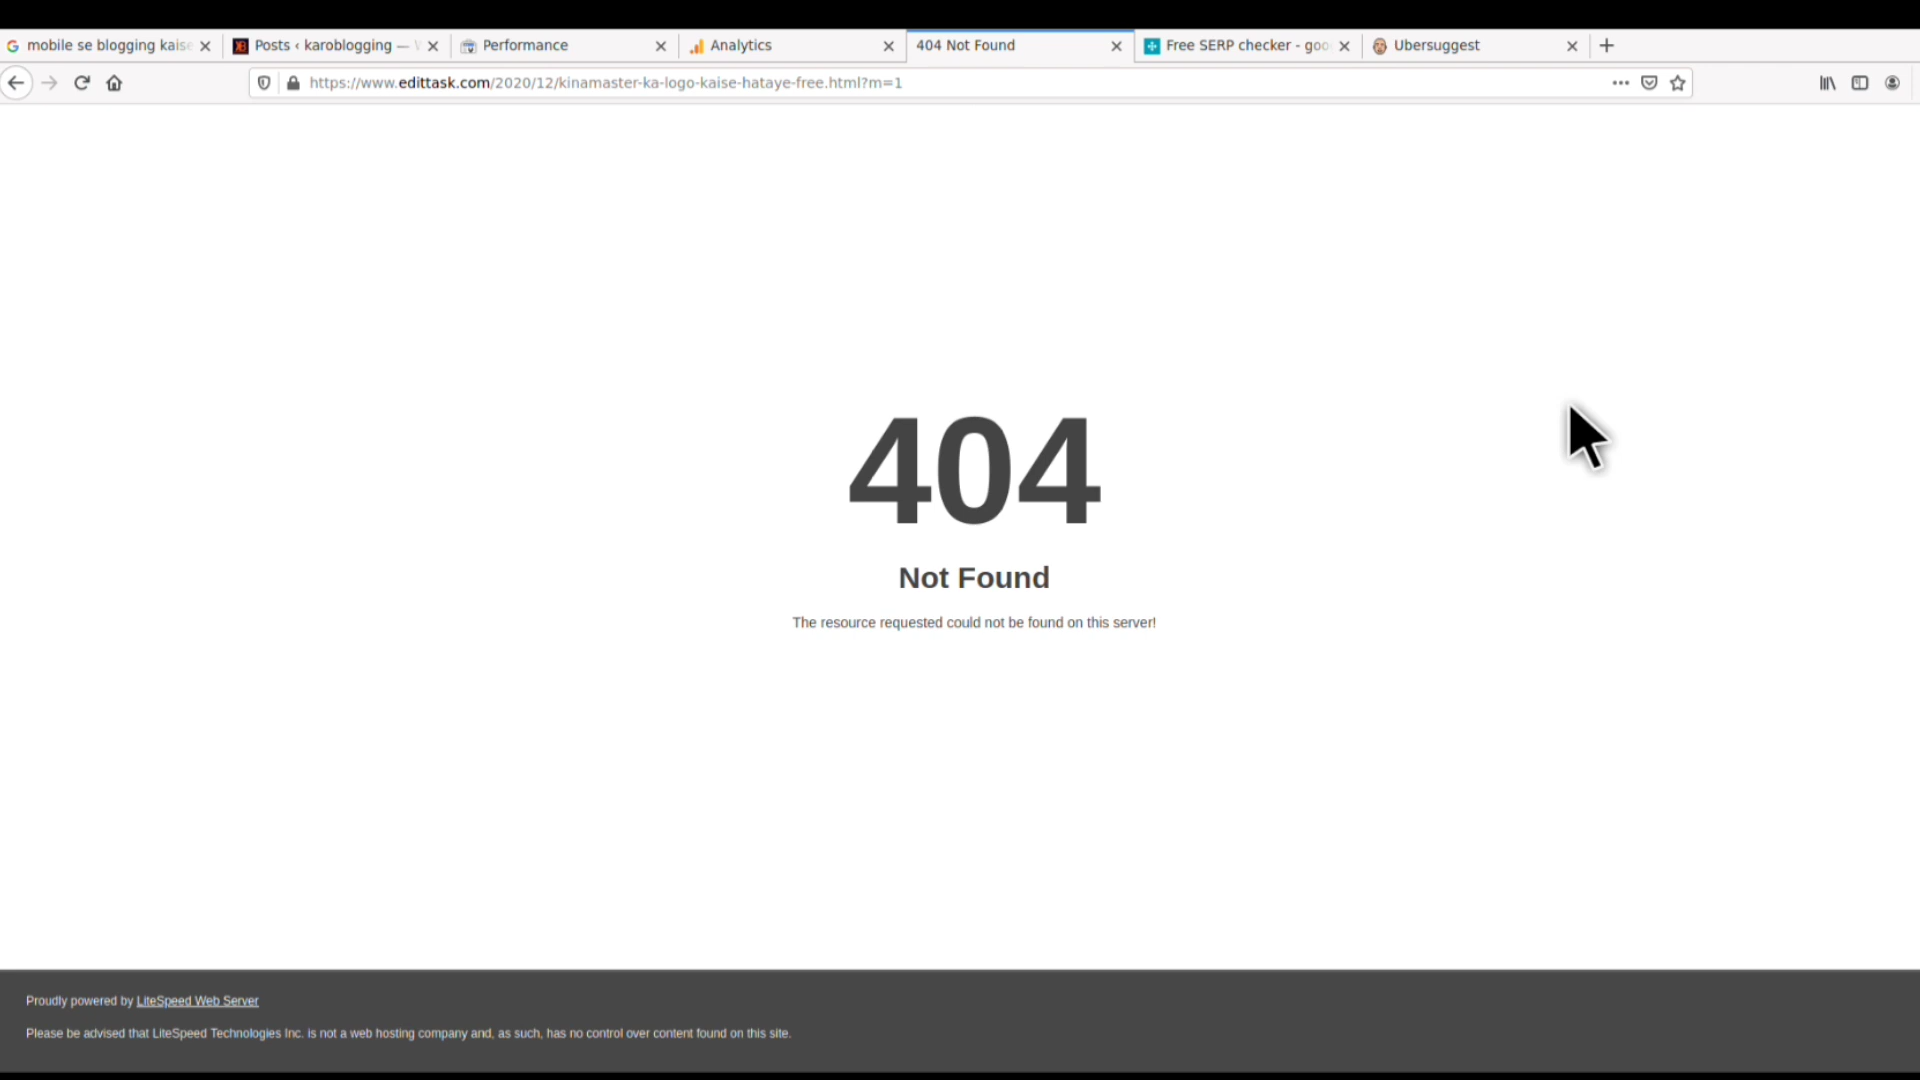 mobile se blogging kaise
Posts ‹ karoblogging —
Performance
Analytics
404 Not Found
Free SERP checker - goo
Ubersuggest
https://www.edittask.com/2020/12/kinamaster-ka-logo-kaise-hataye-free.html?m=1
404
Not Found
The resource requested could not be found on this server!
Proudly powered by LiteSpeed Web Server
Please be advised that LiteSpeed Technologies Inc. is not a web hosting company and, as such, has no control over content found on this site.